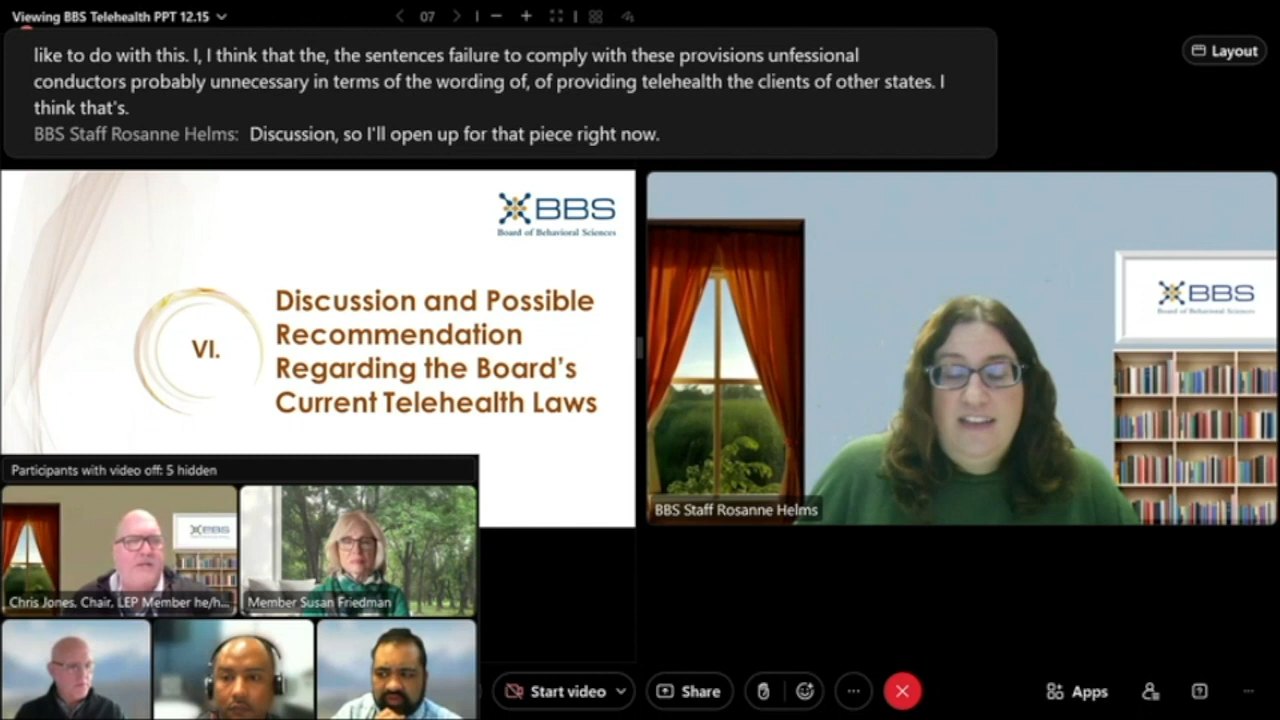 Viewing BBS Telehealth PPT 12.15
07
like to do with this. I, I think that the, the sentences failure to comply with these provisions unfessional
conductors probably unnecessary in terms of the wording of, of providing telehealth the clients of other states. I
think that's.
BBS Staff Rosanne Helms: Discussion, so I'll open up for that piece right now.
Layout
BBS
Board of Behavioral Sciences
VI.
Discussion and Possible
Recommendation
Regarding the Board's
Current Telehealth Laws
BBS
Board of Behavioral Sciences
BBS Staff Rosanne Helms
Participants with video off: 5 hidden
BBS
Chris Jones, Chair, LEP Member he/h...
Member Susan Friedman
Start video
Share
Apps